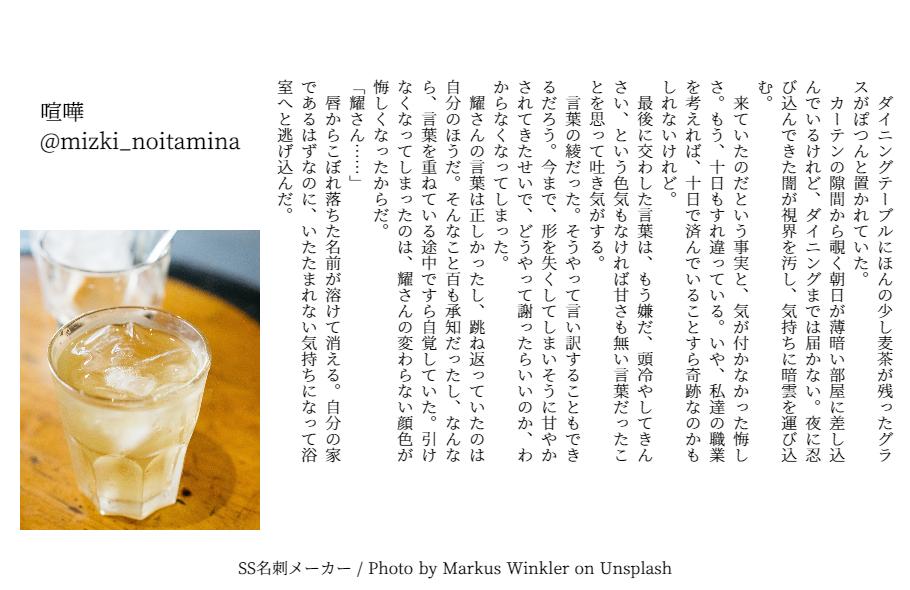 喧嘩
@mizki_noitamina
ダイニングテーブルにほんの少し麦茶が残ったグラ
スがぽつんと置かれていた。
カーテンの隙間から覗く朝日が薄暗い部屋に差し込
んでいるけれど、ダイニングまでは届かない。夜に忍
び込んできた闇が視界を汚し、気持ちに暗雲を運び込
む。
来ていたのだという事実と、気が付かなかった悔し
さ。もう、十日もすれ違っている。いや、私達の職業
を考えれば、十日で済んでいることすら奇跡なのかも
しれないけれど。
最後に交わした言葉は、もう嫌だ、頭冷やしてきん
さい、という色気もなければ甘さも無い言葉だったこ
とを思って吐き気がする。
言葉の綾だった。そうやって言い訳することもでき
るだろう。今まで、形を失くしてしまいそうに甘やか
されてきたせいで、どうやって謝ったらいいのか、わ
からなくなってしまった。
耀さんの言葉は正しかったし、跳ね返っていたのは
自分のほうだ。そんなこと百も承知だったし、なんな
ら、言葉を重ねている途中ですら自覚していた。引け
なくなってしまったのは、耀さんの変わらない顔色が
悔しくなったからだ。
「耀さん……」
唇からこぼれ落ちた名前が溶けて消える。自分の家
であるはずなのに、いたたまれない気持ちになって浴
室へと逃げ込んだ。
SS名刺メーカー / Photo by Markus Winkler on Unsplash